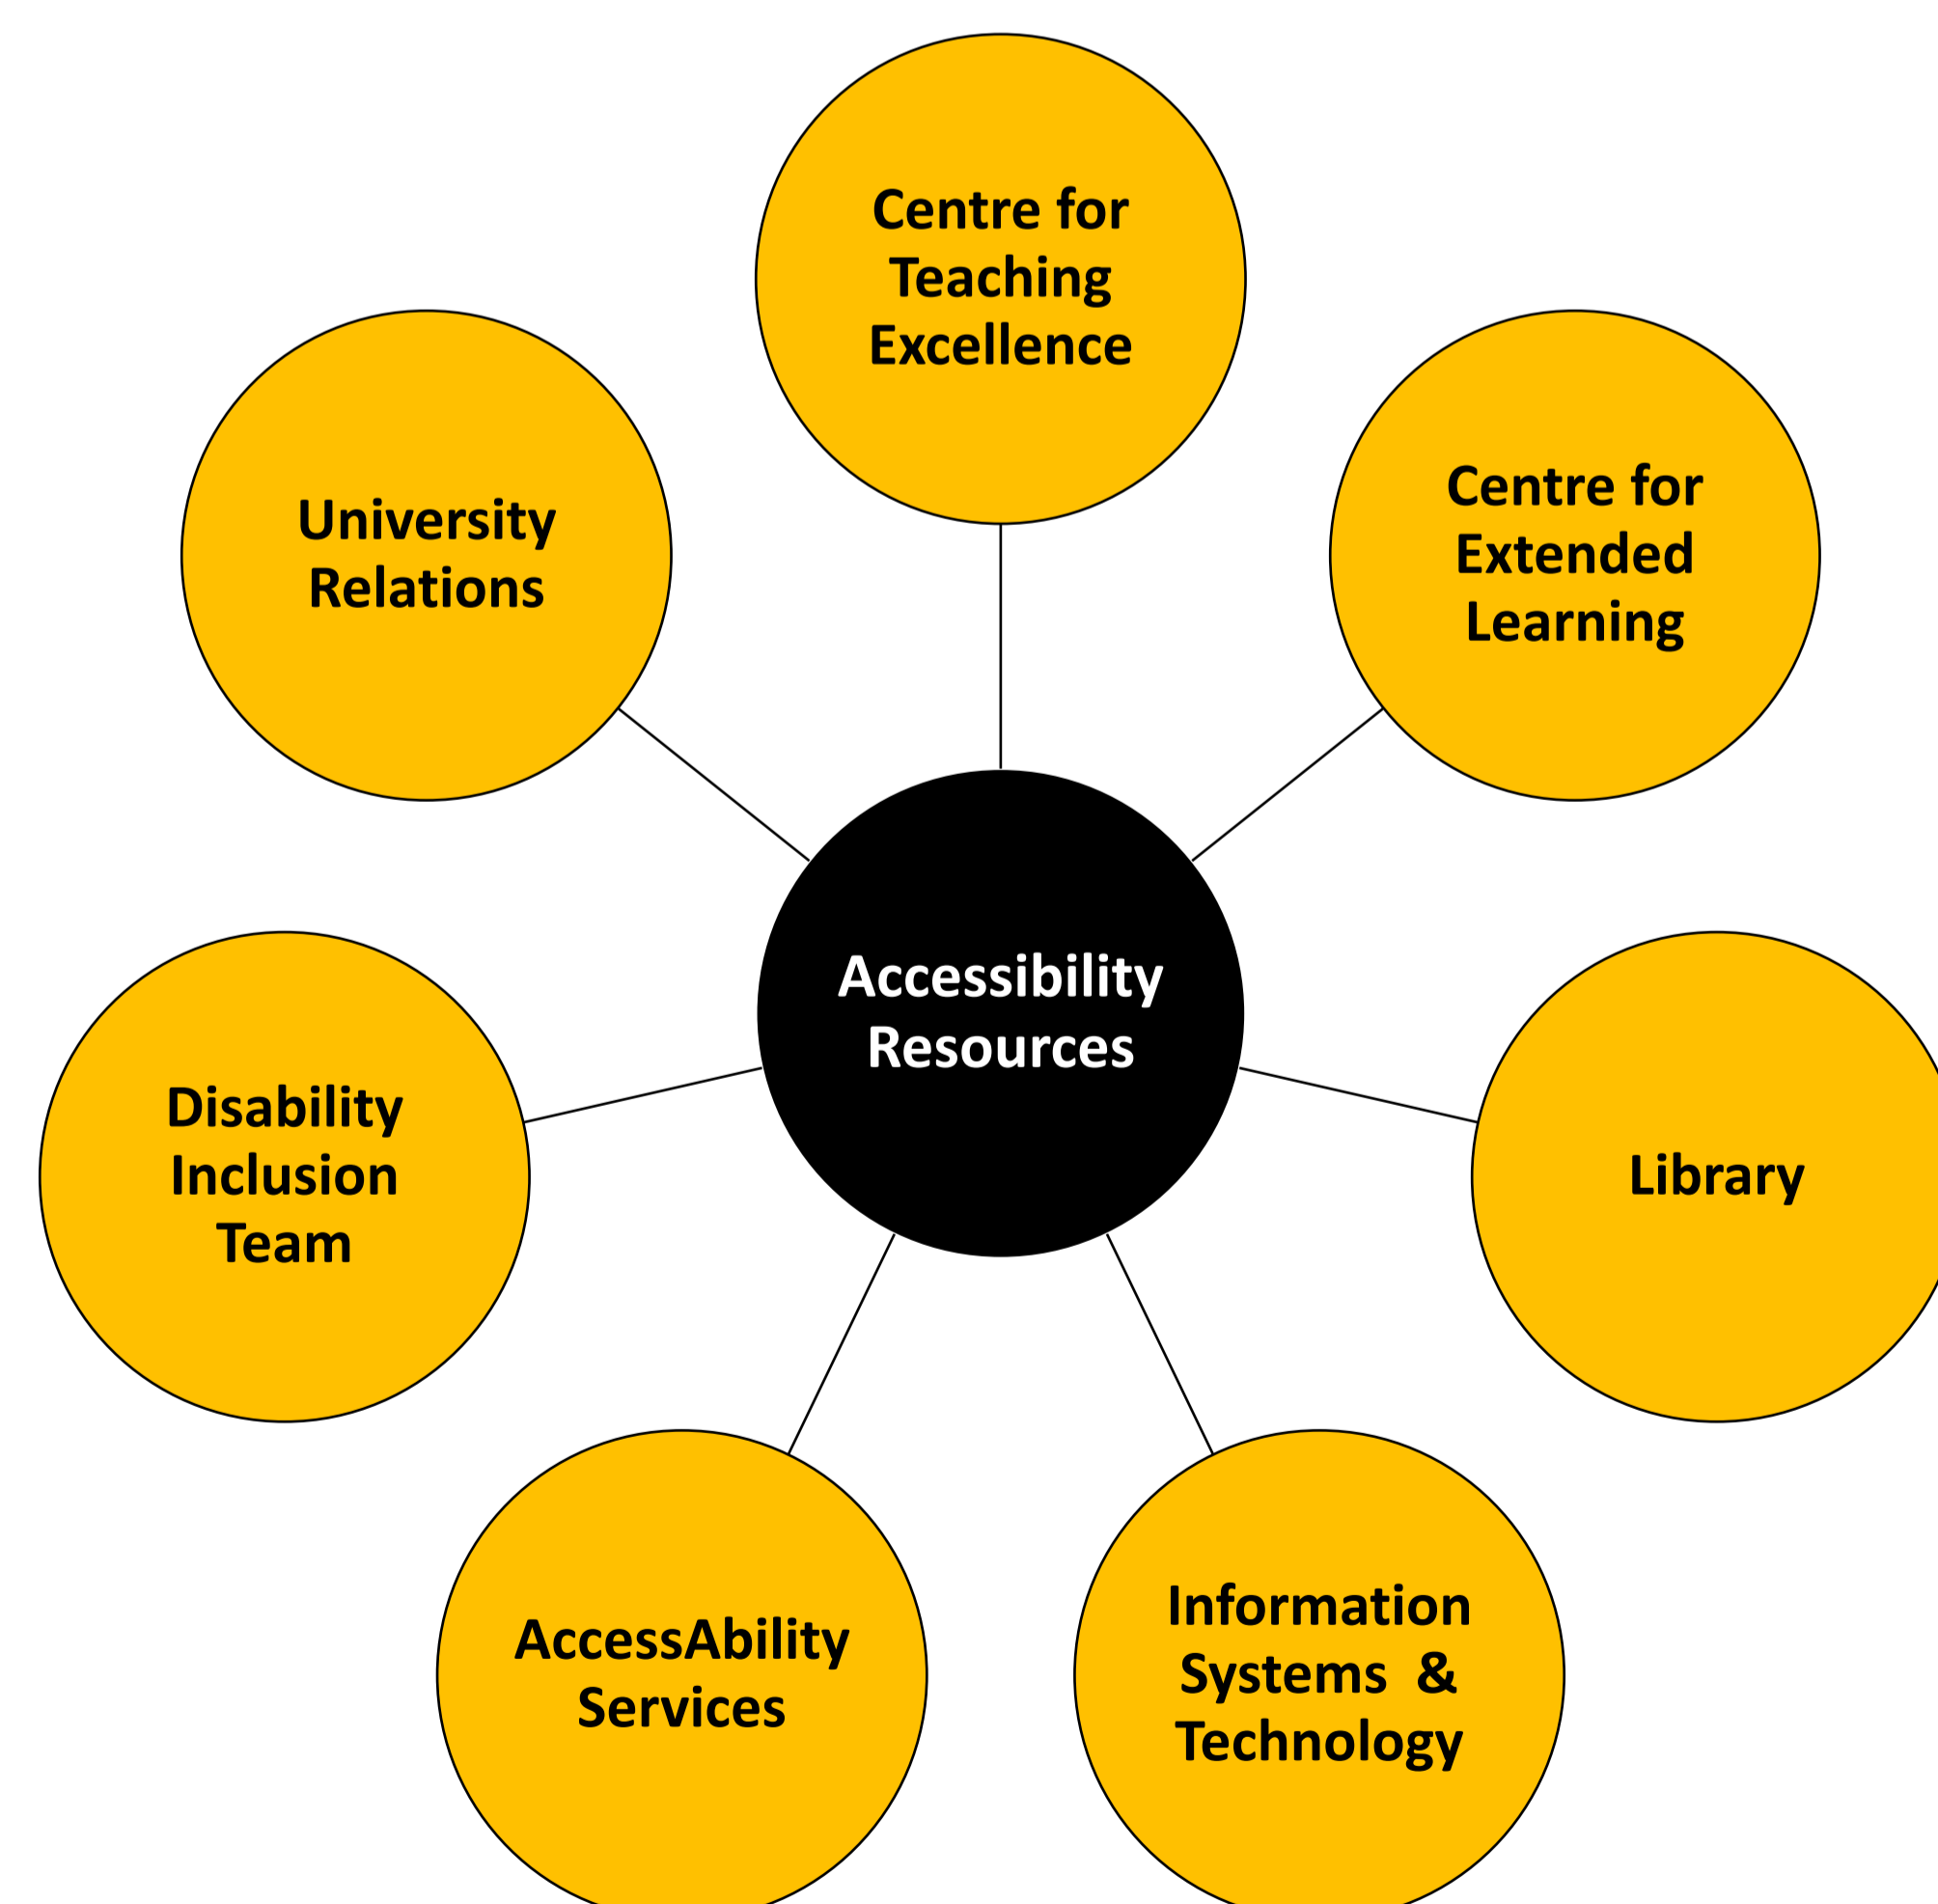 Centre for
Teaching
Excellence
Centre for
Extended
Learning
Library
Information
Systems & 
Technology
AccessAbility
Services
Disability
Inclusion
Team
University
Relations
Accessibility
Resources